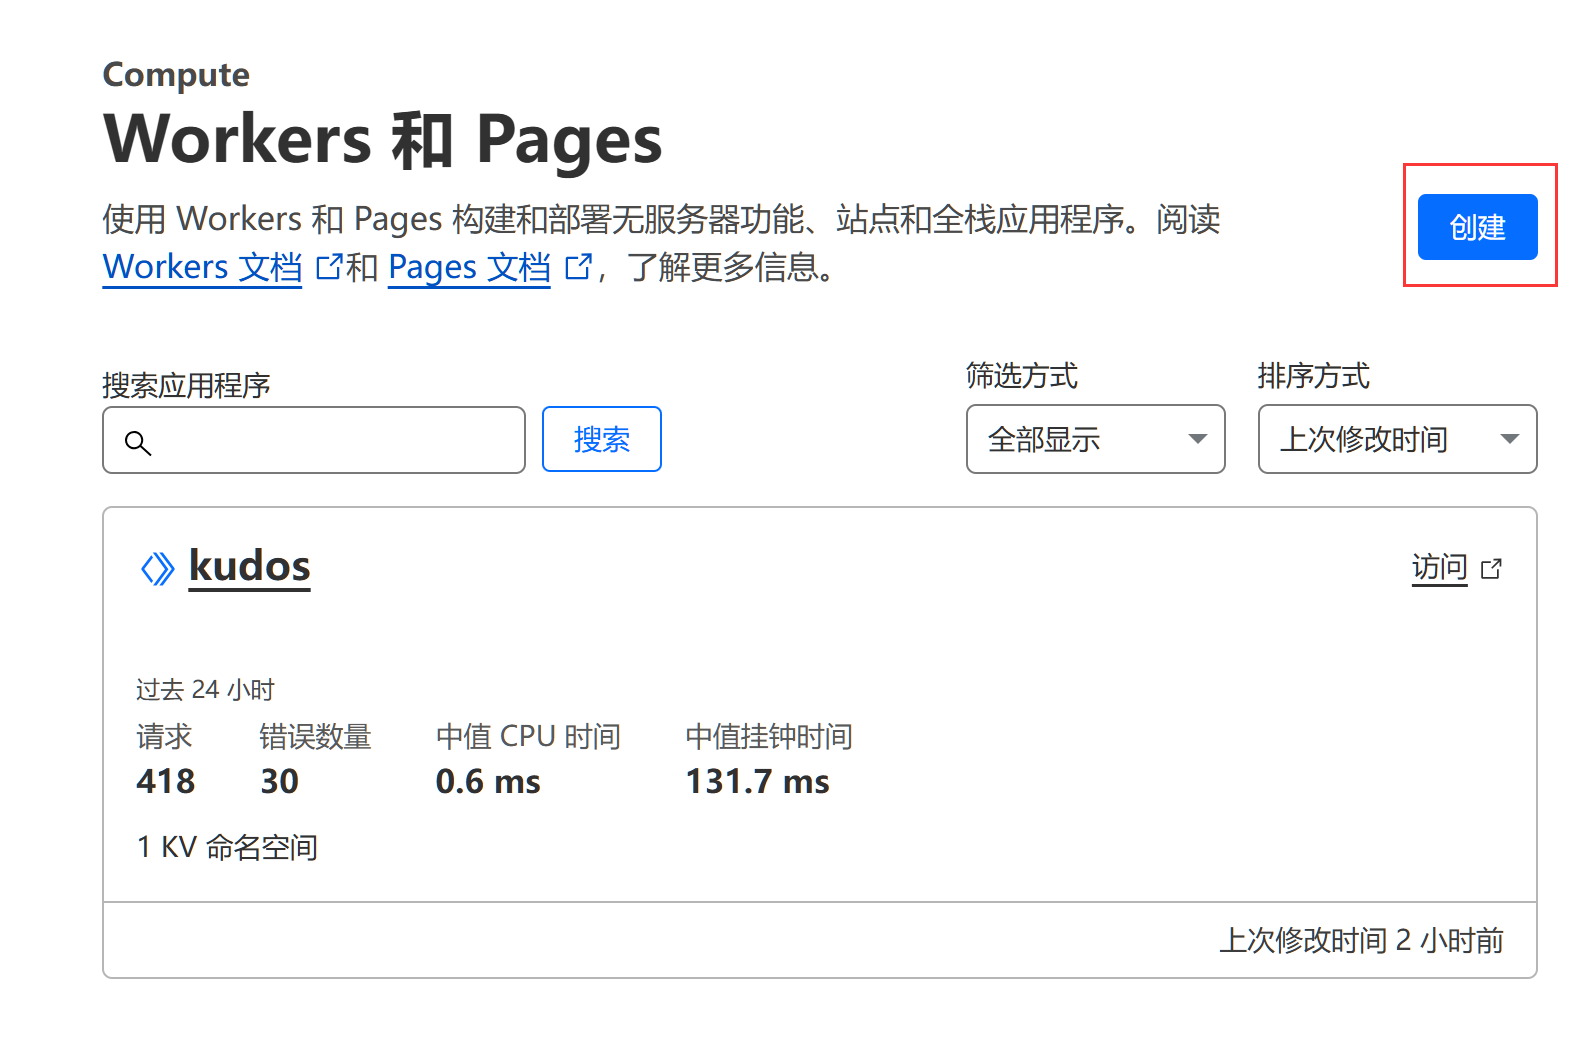 Compute
Workers 和 Pages
使用 Workers 和 Pages 构建和部署无服务器功能、站点和全栈应用程序。阅读
Workers 文档 和 Pages 文档 ，了解更多信息。
创建
搜索应用程序
搜索
筛选方式
全部显示
排序方式
上次修改时间
kudos
访问
过去 24 小时
请求 错误数量 中值 CPU 时间 中值挂钟时间
418 30 0.6 ms 131.7 ms
1 KV 命名空间
上次修改时间 2 小时前